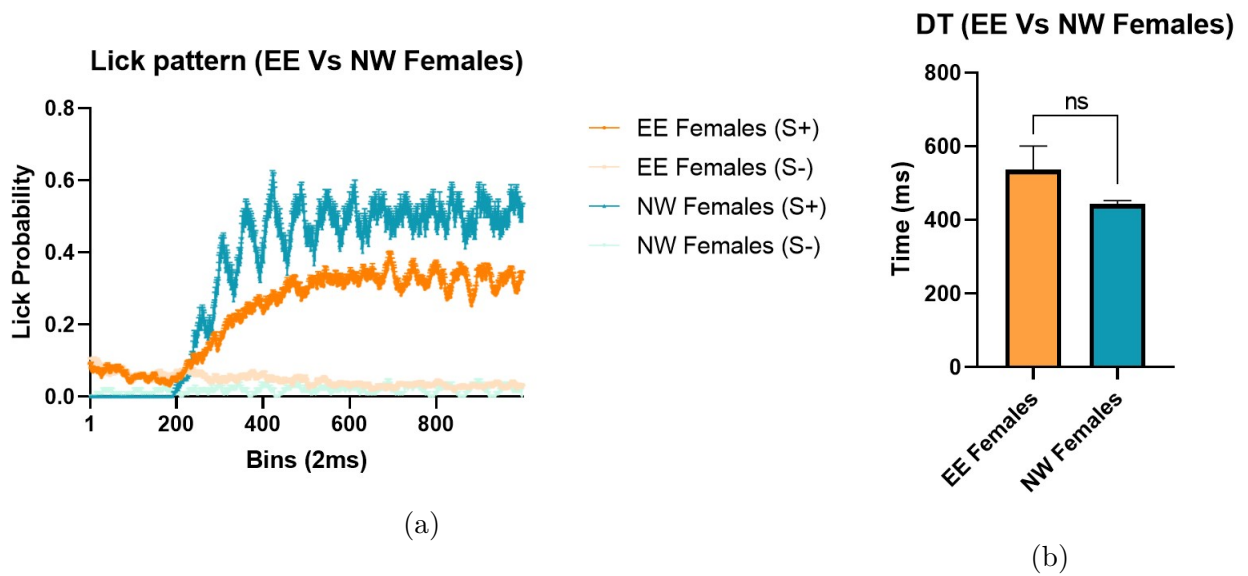 Lick pattern (EE Vs NW Females)
Lick Probability
0.8
0.6
0.4
0.2
0.0
1 200 400 600 800
Bins (2ms)
EE Females (S+)
EE Females (S-)
NW Females (S+)
NW Females (S-)
(a)
DT (EE Vs NW Females)
Time (ms)
800
600
400
200
0
ns
EE Females
NW Females
(b)